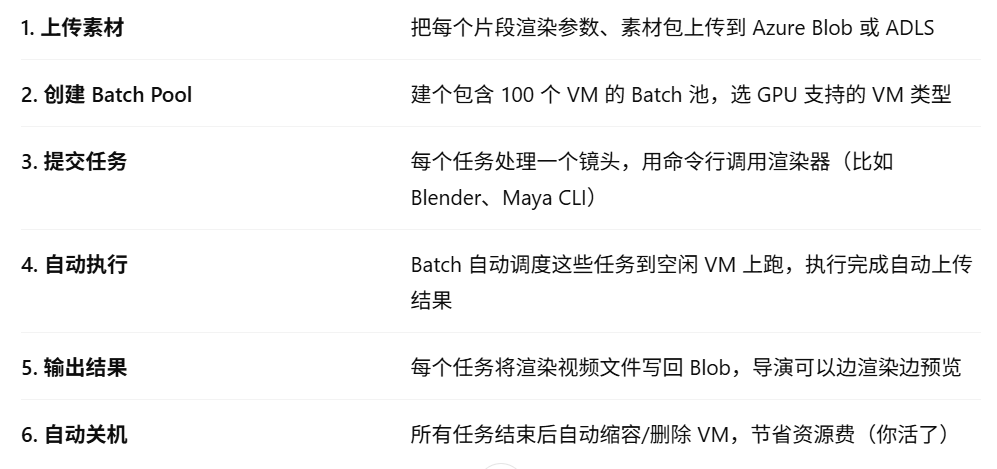 1. 上传素材 把每个片段渲染参数、素材包上传到 Azure Blob 或 ADLS
2. 创建 Batch Pool 建个包含 100 个 VM 的 Batch 池，选 GPU 支持的 VM 类型
3. 提交任务 每个任务处理一个镜头，用命令行调用渲染器（比如
Blender、Maya CLI）
4. 自动执行 Batch 自动调度这些任务到空闲 VM 上跑，执行完成自动上传
结果
5. 输出结果 每个任务将渲染视频文件写回 Blob，导演可以边渲染边预览
6. 自动关机 所有任务结束后自动缩容/删除 VM，节省资源费（你活了）